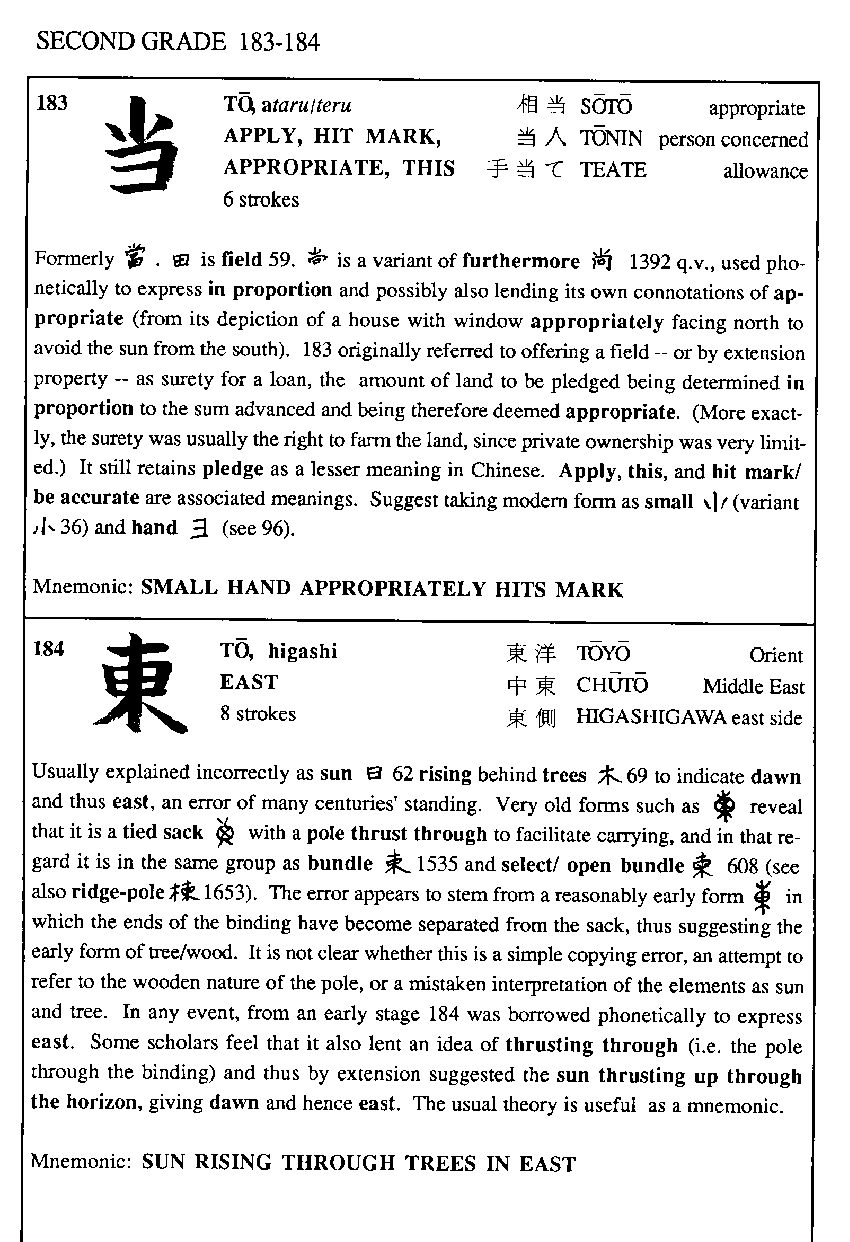 SECOND GRADE 183-184
183 当 TŌ, ataru/teru 相当 SŌTŌ appropriate
APPLY, HIT MARK, 当人 TŌNIN person concerned
APPROPRIATE, THIS 手当て TEATE allowance
6 strokes
Formerly 當 . 田 is field 59. is a variant of furthermore 尚 1392 q.v., used pho-
netically to express in proportion and possibly also lending its own connotations of ap-
propriate (from its depiction of a house with window appropriately facing north to
avoid the sun from the south). 183 originally referred to offering a field -- or by extension
property -- as surety for a loan, the amount of land to be pledged being determined in
proportion to the sum advanced and being therefore deemed appropriate. (More exact-
ly, the surety was usually the right to farm the land, since private ownership was very limit-
ed.) It still retains pledge as a lesser meaning in Chinese. Apply, this, and hit mark/
be accurate are associated meanings. Suggest taking modern form as small ⺌ (variant
小 36) and hand ヨ (see 96).
Mnemonic: SMALL HAND APPROPRIATELY HITS MARK
184 東 TŌ, higashi 東洋 TŌYŌ Orient
EAST 中東 CHŪTŌ Middle East
8 strokes 東側 HIGASHIGAWA east side
Usually explained incorrectly as sun 日 62 rising behind trees 木 69 to indicate dawn
and thus east, an error of many centuries' standing. Very old forms such as reveal
that it is a tied sack with a pole thrust through to facilitate carrying, and in that re-
gard it is in the same group as bundle 束 1535 and select/ open bundle 柬 608 (see
also ridge-pole 棟 1653). The error appears to stem from a reasonably early form in
which the ends of the binding have become separated from the sack, thus suggesting the
early form of tree/wood. It is not clear whether this is a simple copying error, an attempt to
refer to the wooden nature of the pole, or a mistaken interpretation of the elements as sun
and tree. In any event, from an early stage 184 was borrowed phonetically to express
east. Some scholars feel that it also lent an idea of thrusting through (i.e. the pole
through the binding) and thus by extension suggested the sun thrusting up through
the horizon, giving dawn and hence east. The usual theory is useful as a mnemonic.
Mnemonic: SUN RISING THROUGH TREES IN EAST